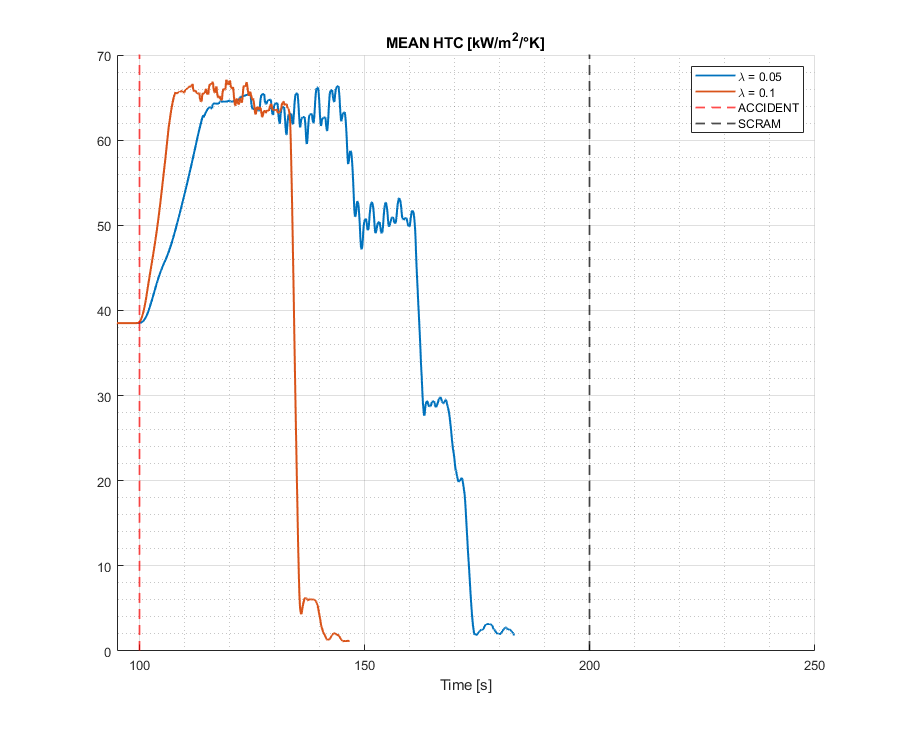 MEAN HTC [kW/m²/°K]
70
60
50
40
30
20
10
0
100
150
200
250
Time [s]
λ = 0.05
λ = 0.1
ACCIDENT
SCRAM